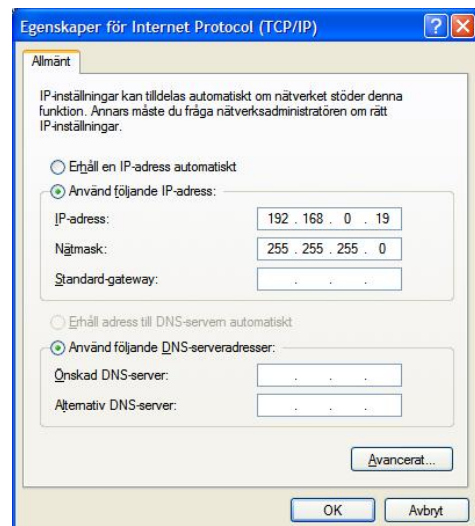 Egenskaper för Internet Protocol (TCP/IP)
Allmänt
IP-inställningar kan tilldelas automatiskt om nätverket stöder denna
funktion. Annars måste du fråga nätverksadministratören om rätt
IP-inställningar.
Erhåll en IP-adress automatiskt
Använd följande IP-adress:
IP-adress: 192 . 168 . 0 . 19
Nätmask: 255 . 255 . 255 . 0
Standard-gateway: . . .
Erhåll adress till DNS-servern automatiskt
Använd följande DNS-serveradresser:
Önskad DNS-server: . . .
Alternativ DNS-server: . . .
Avancerat...
OK Avbryt